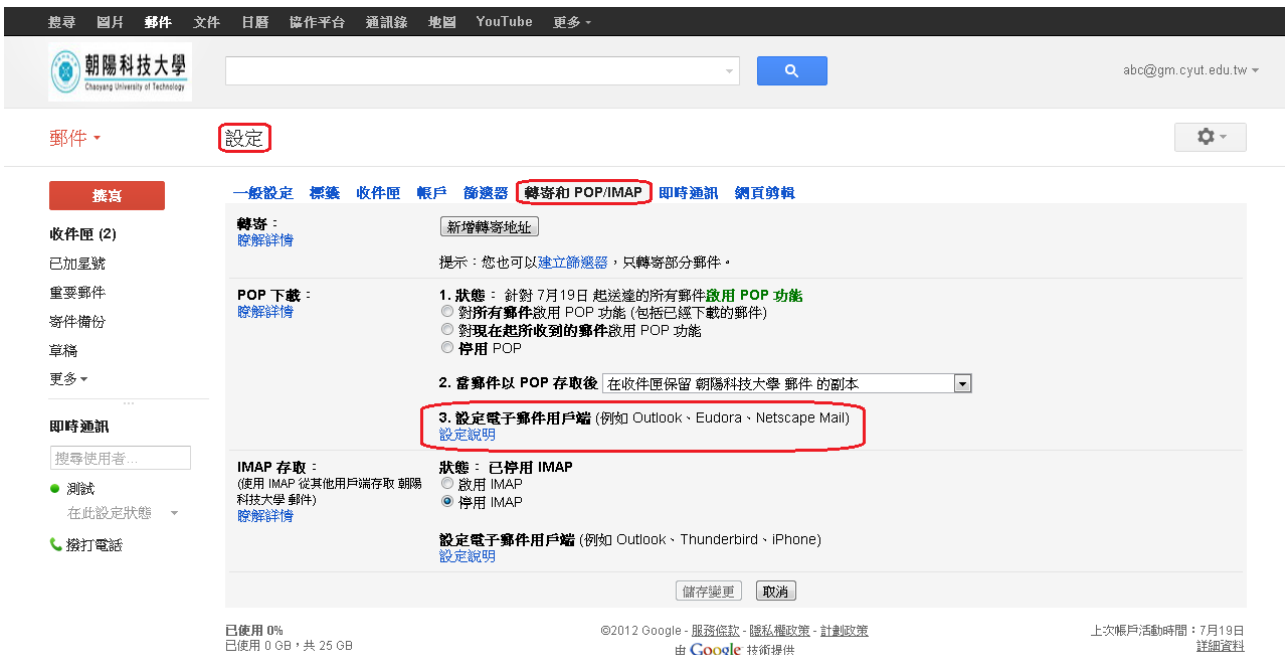 搜尋 圖片 郵件 文件 日曆 協作平台 通訊錄 地圖 YouTube 更多
朝陽科技大學
Chaoyang University of Technology
abc@gm.cyut.edu.tw
郵件
設定
撰寫
收件匣 (2)
已加星號
重要郵件
寄件備份
草稿
更多
即時通訊
搜尋使用者...
測試
在此設定狀態
撥打電話
一般設定 標籤 收件匣 帳戶 篩選器 轉寄和 POP/IMAP 即時通訊 網頁剪輯
轉寄：
瞭解詳情
新增轉寄地址
提示：您也可以建立篩選器，只轉寄部分郵件。
POP 下載：
瞭解詳情
1. 狀態： 針對 7月19日 起送達的所有郵件啟用 POP 功能
對所有郵件啟用 POP 功能 (包括已經下載的郵件)
對現在起所收到的郵件啟用 POP 功能
停用 POP
2. 當郵件以 POP 存取後 在收件匣保留 朝陽科技大學 郵件 的副本
3. 設定電子郵件用戶端 (例如 Outlook、Eudora、Netscape Mail)
設定說明
IMAP 存取：
(使用 IMAP 從其他用戶端存取 朝陽
科技大學 郵件)
瞭解詳情
狀態： 已停用 IMAP
啟用 IMAP
停用 IMAP
設定電子郵件用戶端 (例如 Outlook、Thunderbird、iPhone)
設定說明
儲存變更 取消
已使用 0%
已使用 0 GB，共 25 GB
©2012 Google - 服務條款 - 隱私權政策 - 計劃政策
由 Google 技術提供
上次帳戶活動時間：7月19日
詳細資料